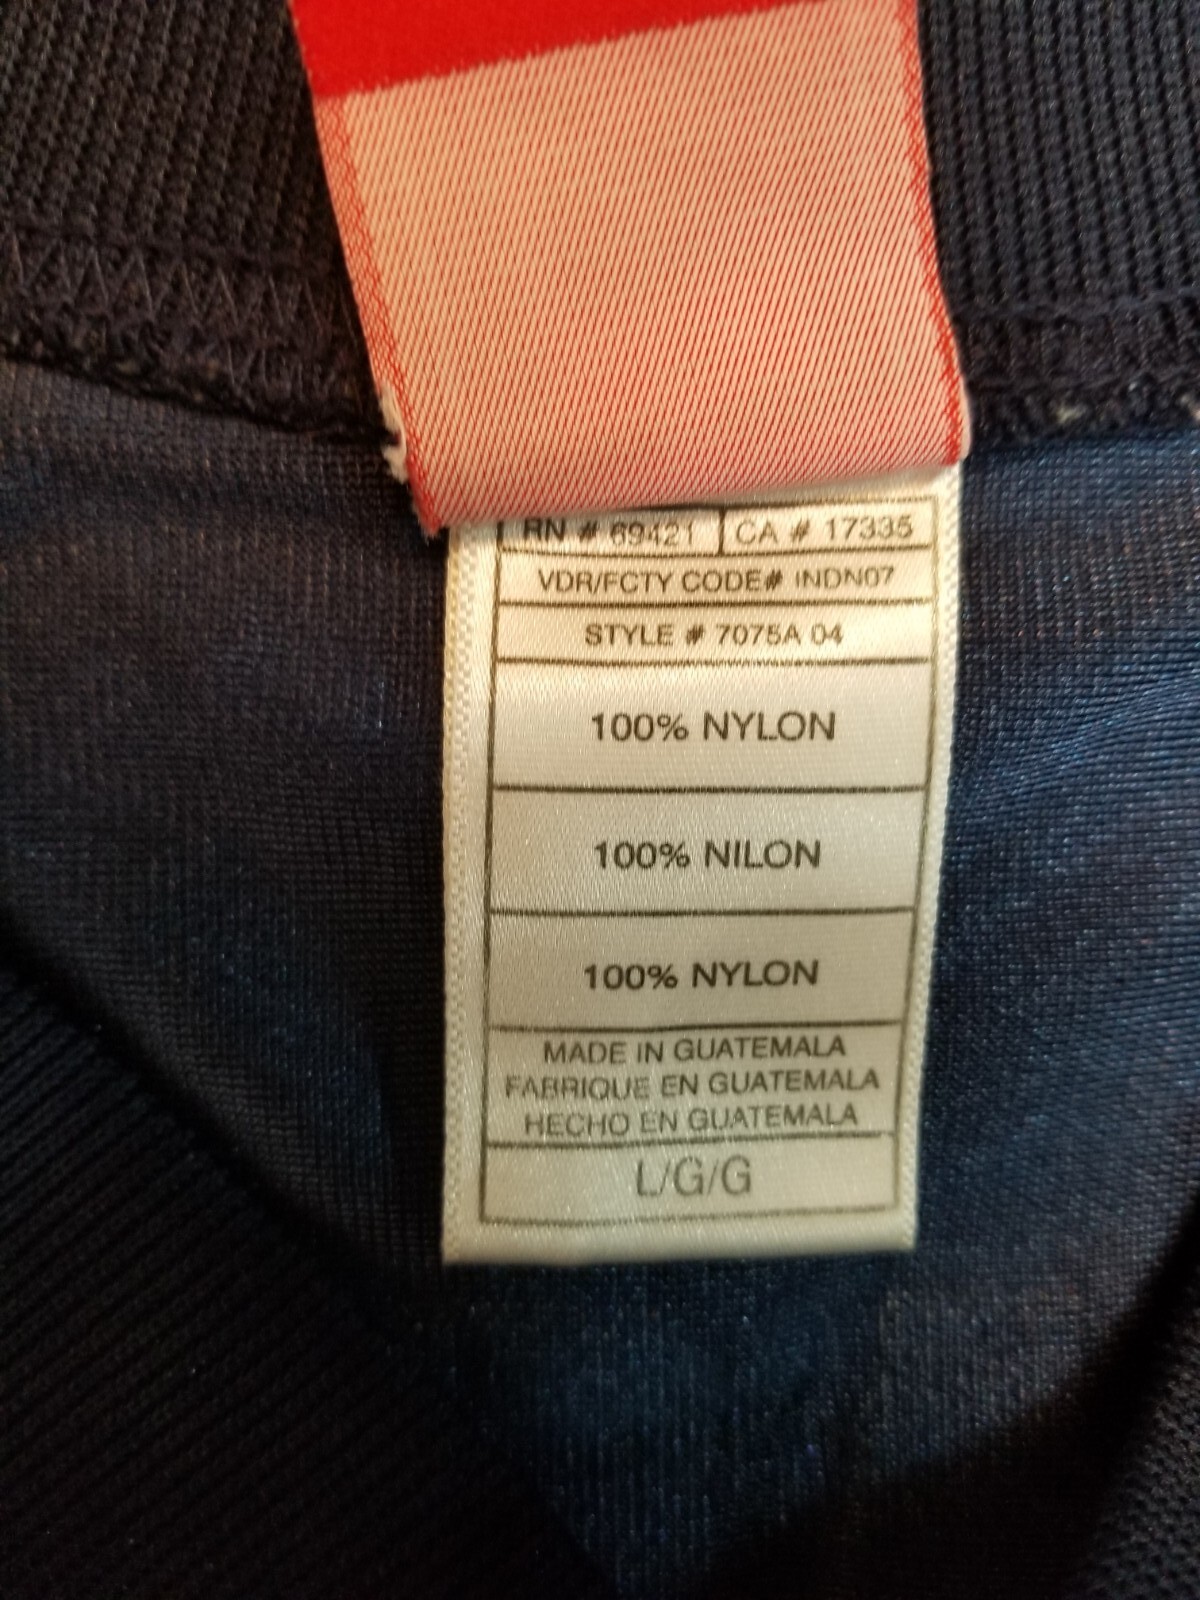 RN # 69421 CA # 17335
VDR/FCTY CODE# INDN07
STYLE # 7075A 04
100% NYLON
100% NILON
100% NYLON
MADE IN GUATEMALA
FABRIQUE EN GUATEMALA
HECHO EN GUATEMALA
L/G/G